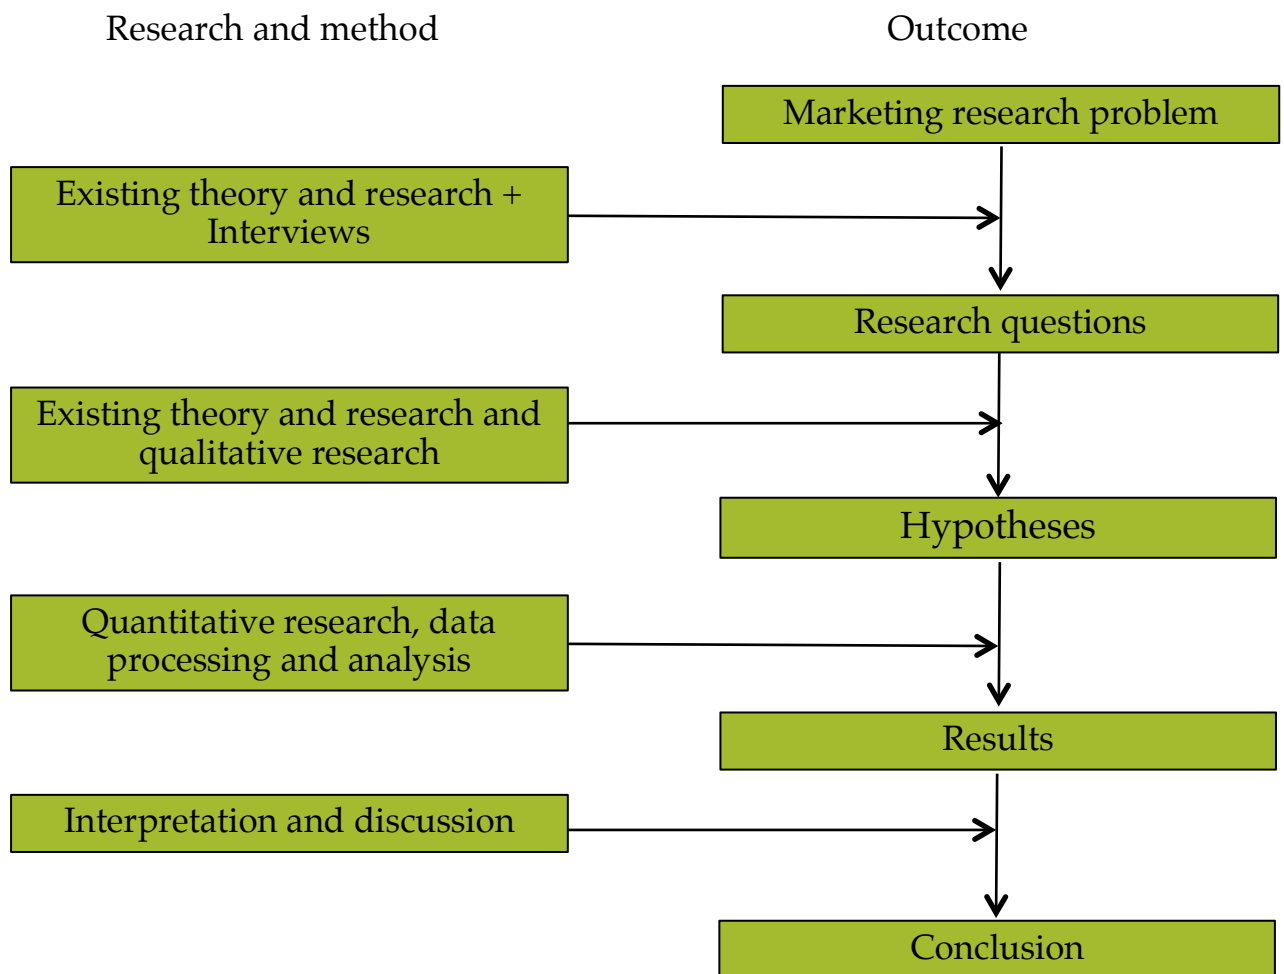 Research and method
Outcome
Marketing research problem
Existing theory and research +
Interviews
Research questions
Existing theory and research and
qualitative research
Hypotheses
Quantitative research, data
processing and analysis
Results
Interpretation and discussion
Conclusion